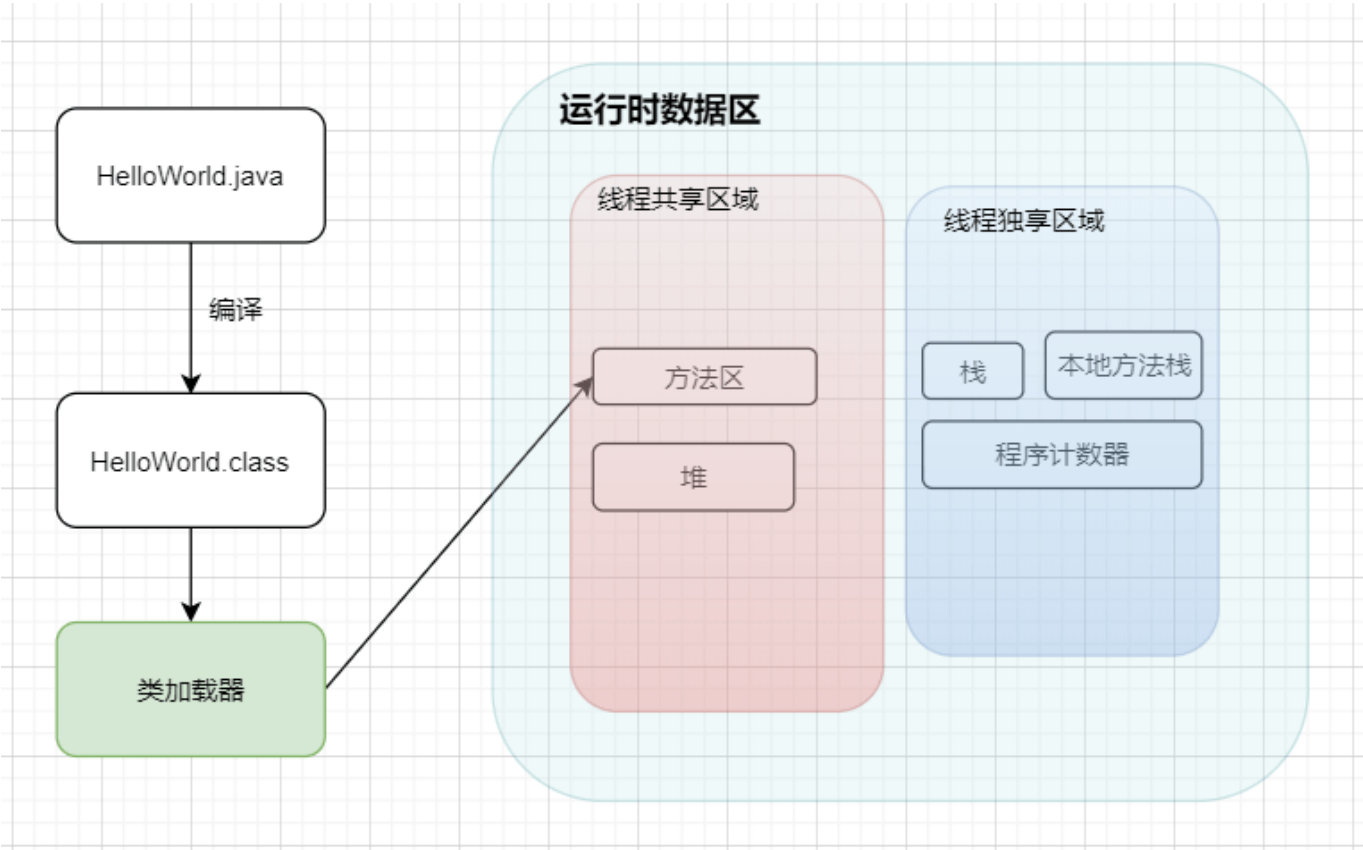 HelloWorld.java
编译
HelloWorld.class
类加载器
运行时数据区
线程共享区域
方法区
堆
线程独享区域
栈
本地方法栈
程序计数器